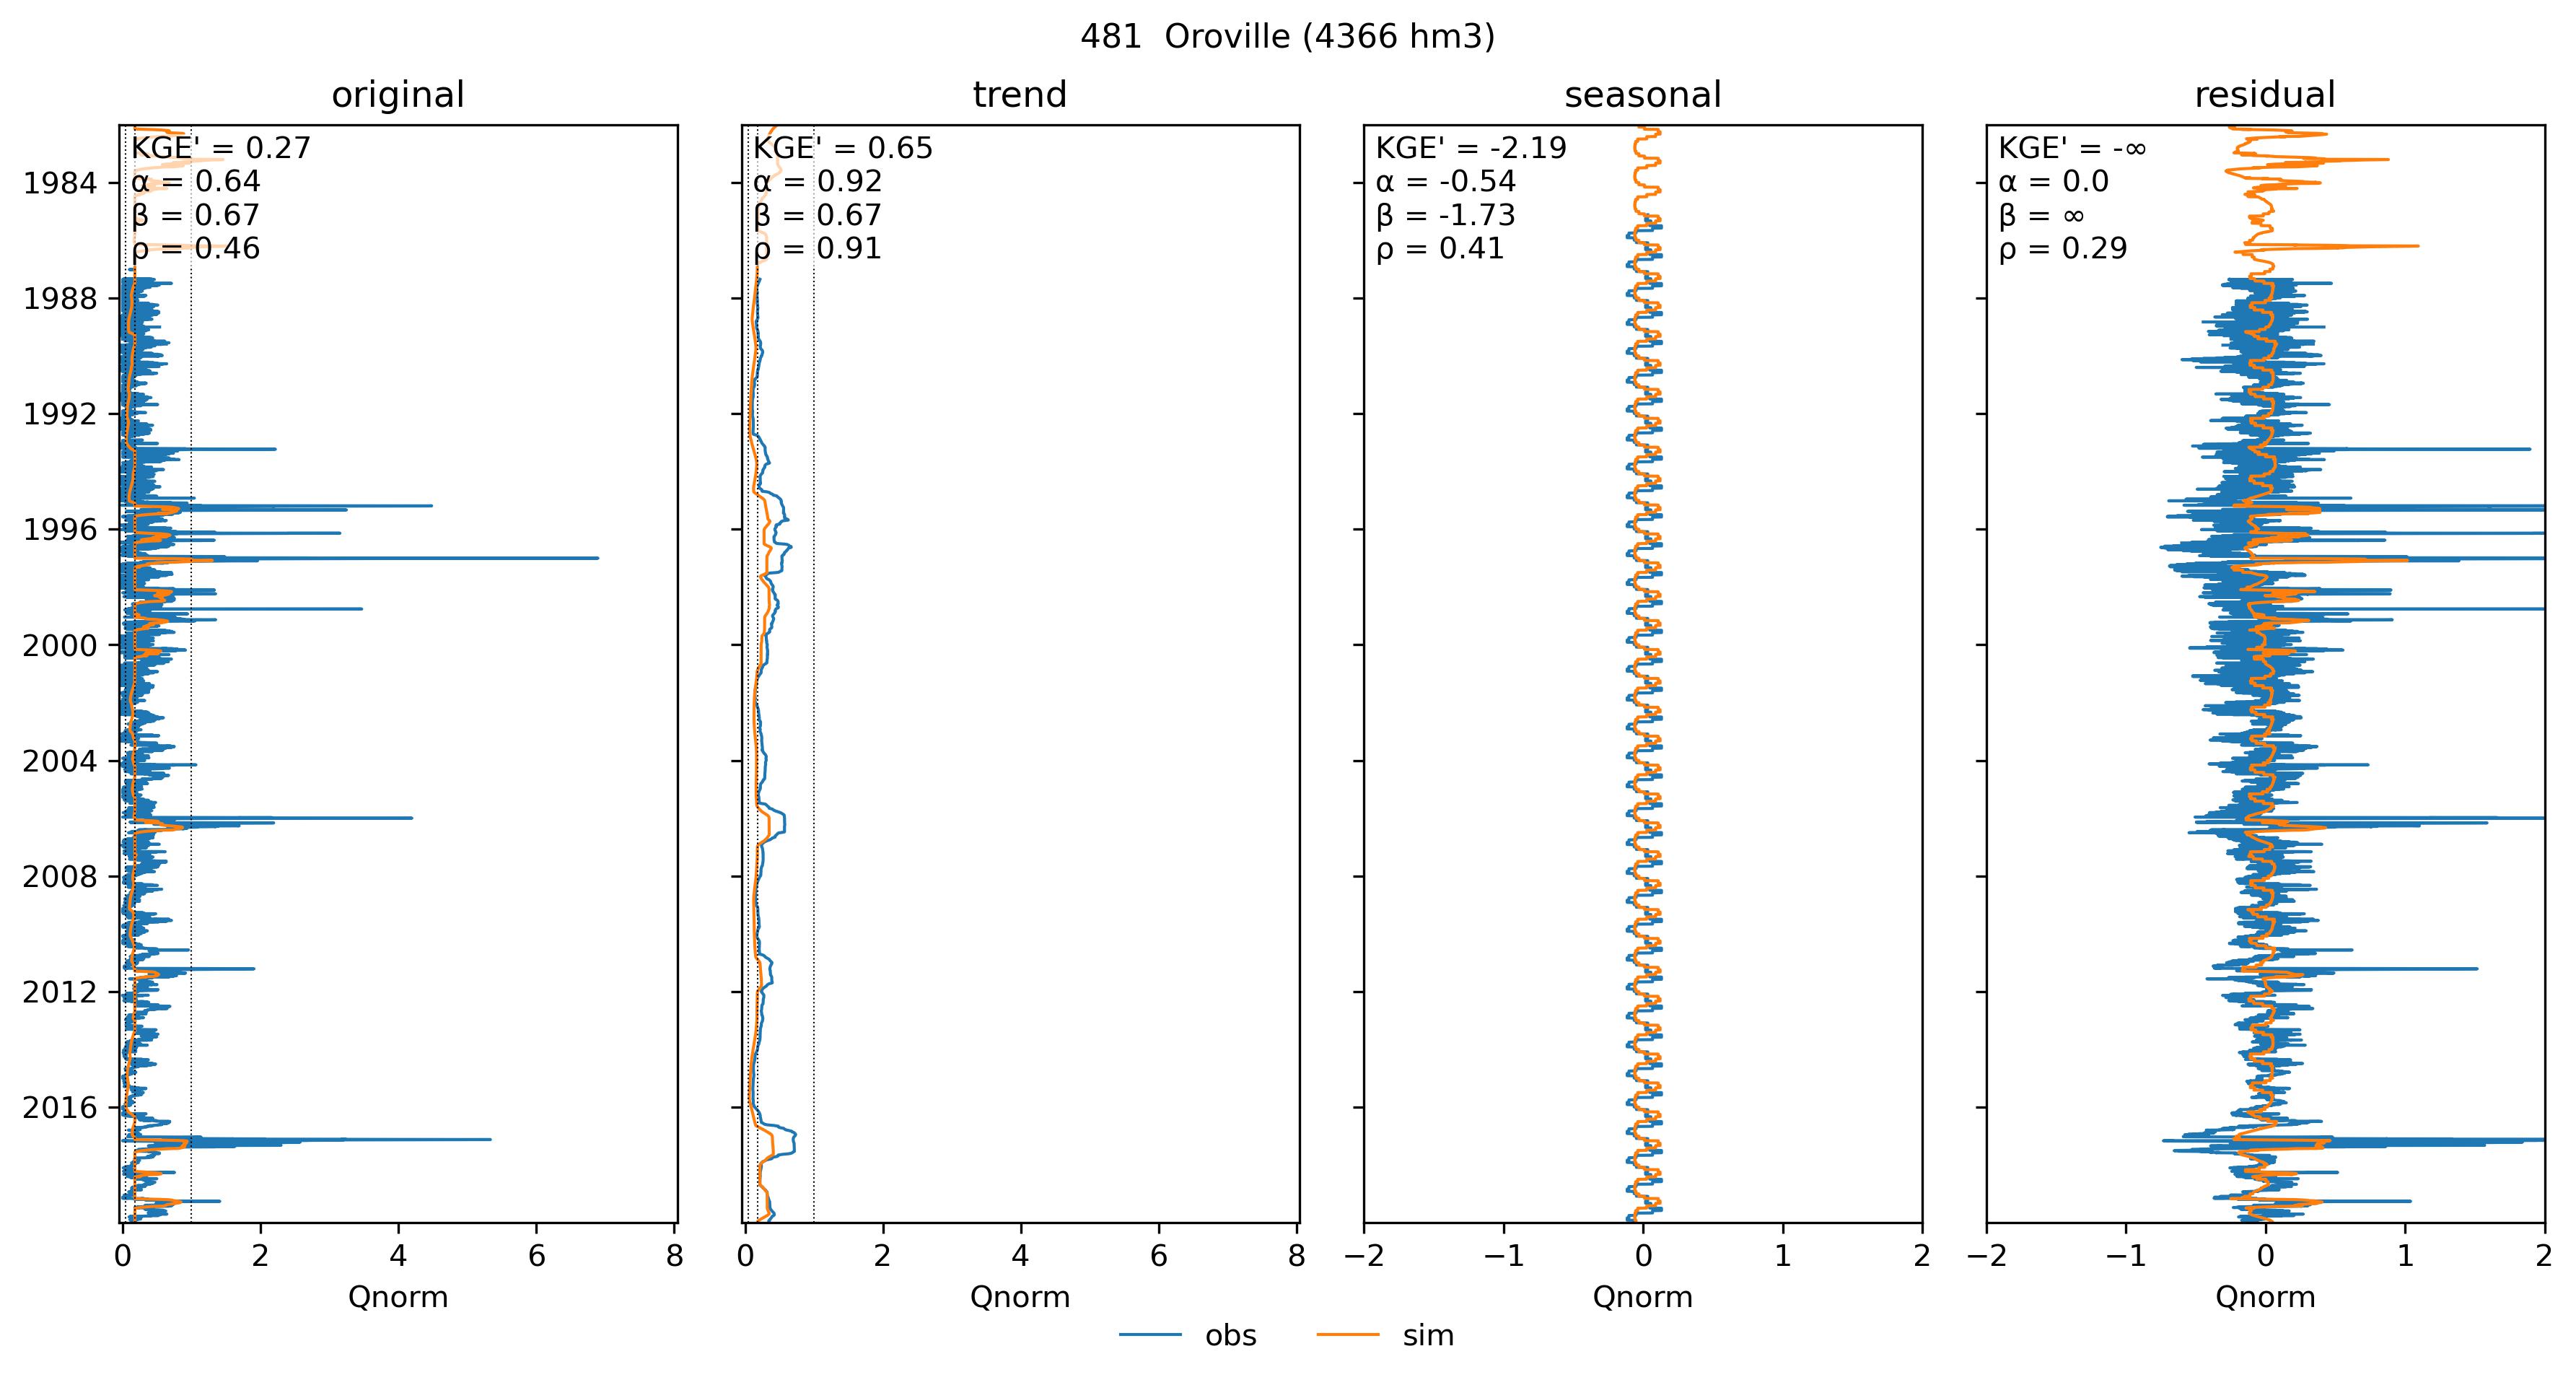 481  Oroville (4366 hm3)
original
trend
seasonal
residual
KGE' = 0.27
α = 0.64
β = 0.67
ρ = 0.46
KGE' = 0.65
α = 0.92
β = 0.67
ρ = 0.91
KGE' = -2.19
α = -0.54
β = -1.73
ρ = 0.41
KGE' = -∞
α = 0.0
β = ∞
ρ = 0.29
1984
1988
1992
1996
2000
2004
2008
2012
2016
0 2 4 6 8
0 2 4 6 8
−2 −1 0 1 2
−2 −1 0 1 2
Qnorm
Qnorm
Qnorm
Qnorm
obs sim